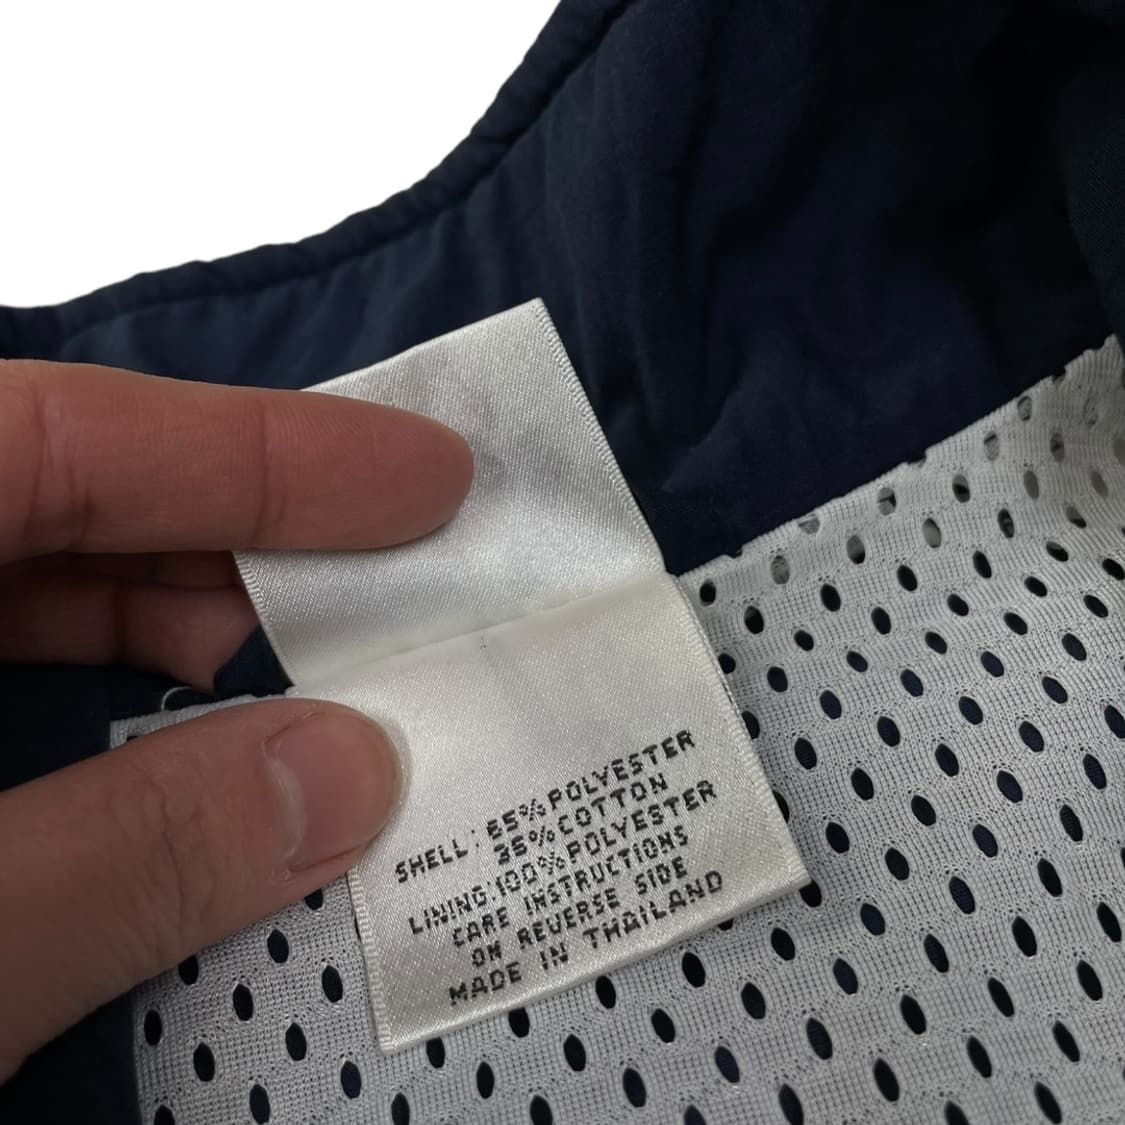 SHELL: 65% POLYESTER
35% COTTON
LINING: 100% POLYESTER
CARE INSTRUCTIONS
ON REVERSE SIDE
MADE IN THAILAND